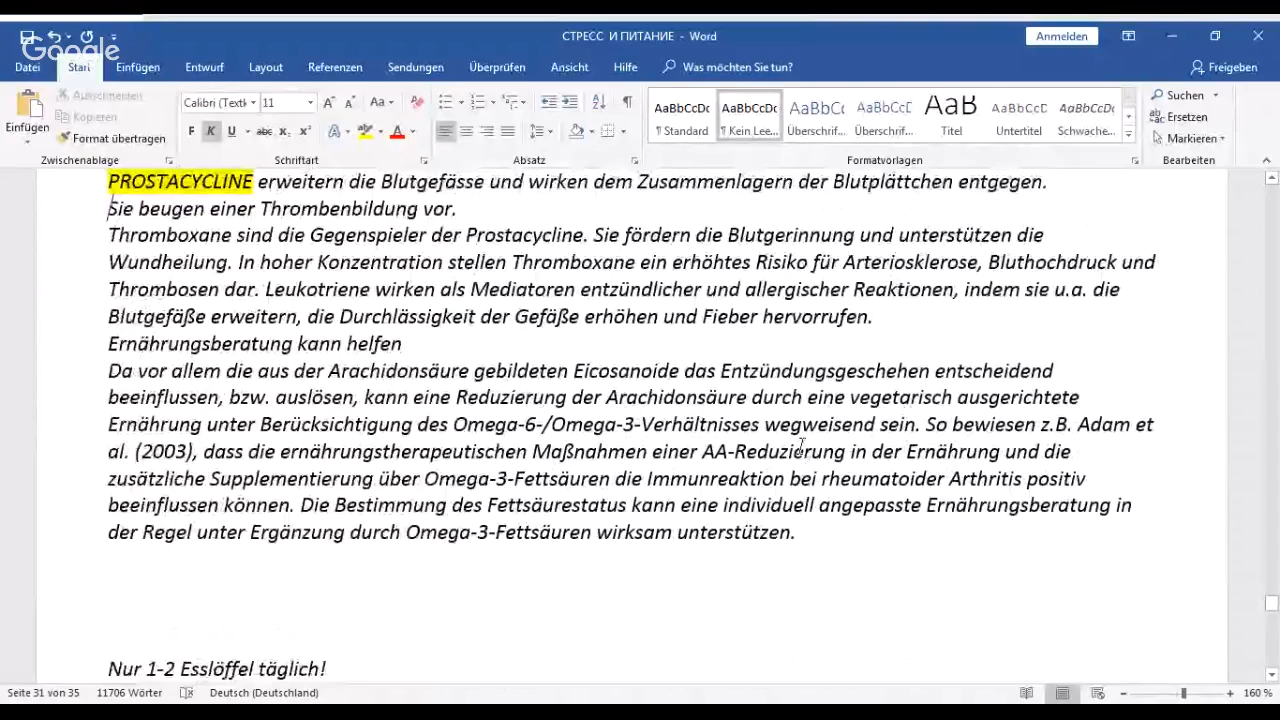 СТРЕСС И ПИТАНИЕ - Word
Anmelden
Google
Datei Start Einfügen Entwurf Layout Referenzen Sendungen Überprüfen Ansicht Hilfe Was möchten Sie tun? Freigeben
Einfügen
Ausschneiden
Kopieren
Format übertragen
Zwischenablage
Calibri (Textk 11
F K U abc x₂ x²
Schriftart
Absatz
AaBbCcDc AaBbCcDc AaBbCc AaBbCcD AaB AaBbCcD AaBbCcDc
¶ Standard ¶ Kein Lee... Überschrif... Überschrif... Titel Untertitel Schwache...
Formatvorlagen
Suchen
Ersetzen
Markieren
Bearbeiten
PROSTACYCLINE erweitern die Blutgefässe und wirken dem Zusammenlagern der Blutplättchen entgegen.
Sie beugen einer Thrombenbildung vor.
Thromboxane sind die Gegenspieler der Prostacycline. Sie fördern die Blutgerinnung und unterstützen die
Wundheilung. In hoher Konzentration stellen Thromboxane ein erhöhtes Risiko für Arteriosklerose, Bluthochdruck und
Thrombosen dar. Leukotriene wirken als Mediatoren entzündlicher und allergischer Reaktionen, indem sie u.a. die
Blutgefäße erweitern, die Durchlässigkeit der Gefäße erhöhen und Fieber hervorrufen.
Ernährungsberatung kann helfen
Da vor allem die aus der Arachidonsäure gebildeten Eicosanoide das Entzündungsgeschehen entscheidend
beeinflussen, bzw. auslösen, kann eine Reduzierung der Arachidonsäure durch eine vegetarisch ausgerichtete
Ernährung unter Berücksichtigung des Omega-6-/Omega-3-Verhältnisses wegweisend sein. So bewiesen z.B. Adam et
al. (2003), dass die ernährungstherapeutischen Maßnahmen einer AA-Reduzierung in der Ernährung und die
zusätzliche Supplementierung über Omega-3-Fettsäuren die Immunreaktion bei rheumatoider Arthritis positiv
beeinflussen können. Die Bestimmung des Fettsäurestatus kann eine individuell angepasste Ernährungsberatung in
der Regel unter Ergänzung durch Omega-3-Fettsäuren wirksam unterstützen.
Nur 1-2 Esslöffel täglich!
Seite 31 von 35 11706 Wörter Deutsch (Deutschland) 160 %